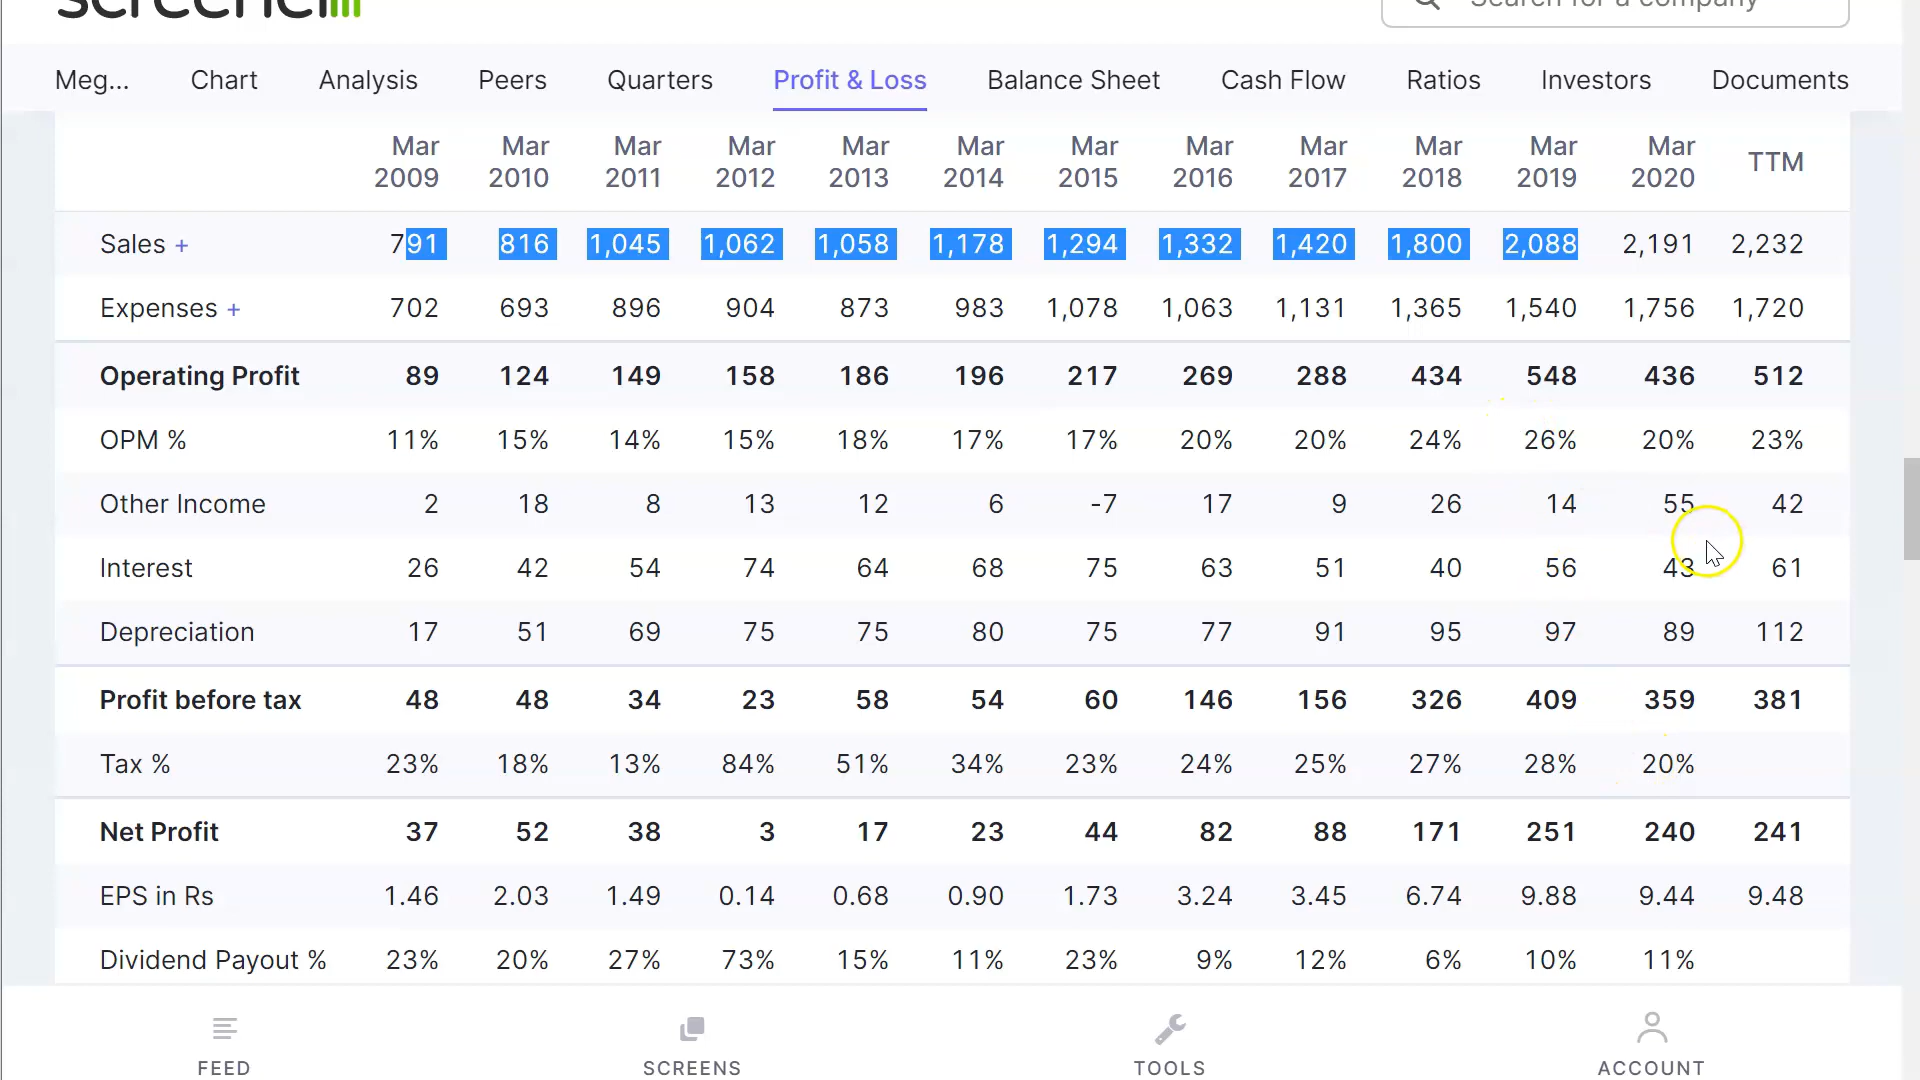 screener
Search for a company
Meg... Chart Analysis Peers Quarters Profit & Loss Balance Sheet Cash Flow Ratios Investors Documents
Mar 2009 Mar 2010 Mar 2011 Mar 2012 Mar 2013 Mar 2014 Mar 2015 Mar 2016 Mar 2017 Mar 2018 Mar 2019 Mar 2020 TTM
Sales + 791 816 1,045 1,062 1,058 1,178 1,294 1,332 1,420 1,800 2,088 2,191 2,232
Expenses + 702 693 896 904 873 983 1,078 1,063 1,131 1,365 1,540 1,756 1,720
Operating Profit 89 124 149 158 186 196 217 269 288 434 548 436 512
OPM % 11% 15% 14% 15% 18% 17% 17% 20% 20% 24% 26% 20% 23%
Other Income 2 18 8 13 12 6 -7 17 9 26 14 55 42
Interest 26 42 54 74 64 68 75 63 51 40 56 43 61
Depreciation 17 51 69 75 75 80 75 77 91 95 97 89 112
Profit before tax 48 48 34 23 58 54 60 146 156 326 409 359 381
Tax % 23% 18% 13% 84% 51% 34% 23% 24% 25% 27% 28% 20%
Net Profit 37 52 38 3 17 23 44 82 88 171 251 240 241
EPS in Rs 1.46 2.03 1.49 0.14 0.68 0.90 1.73 3.24 3.45 6.74 9.88 9.44 9.48
Dividend Payout % 23% 20% 27% 73% 15% 11% 23% 9% 12% 6% 10% 11%
FEED SCREENS TOOLS ACCOUNT